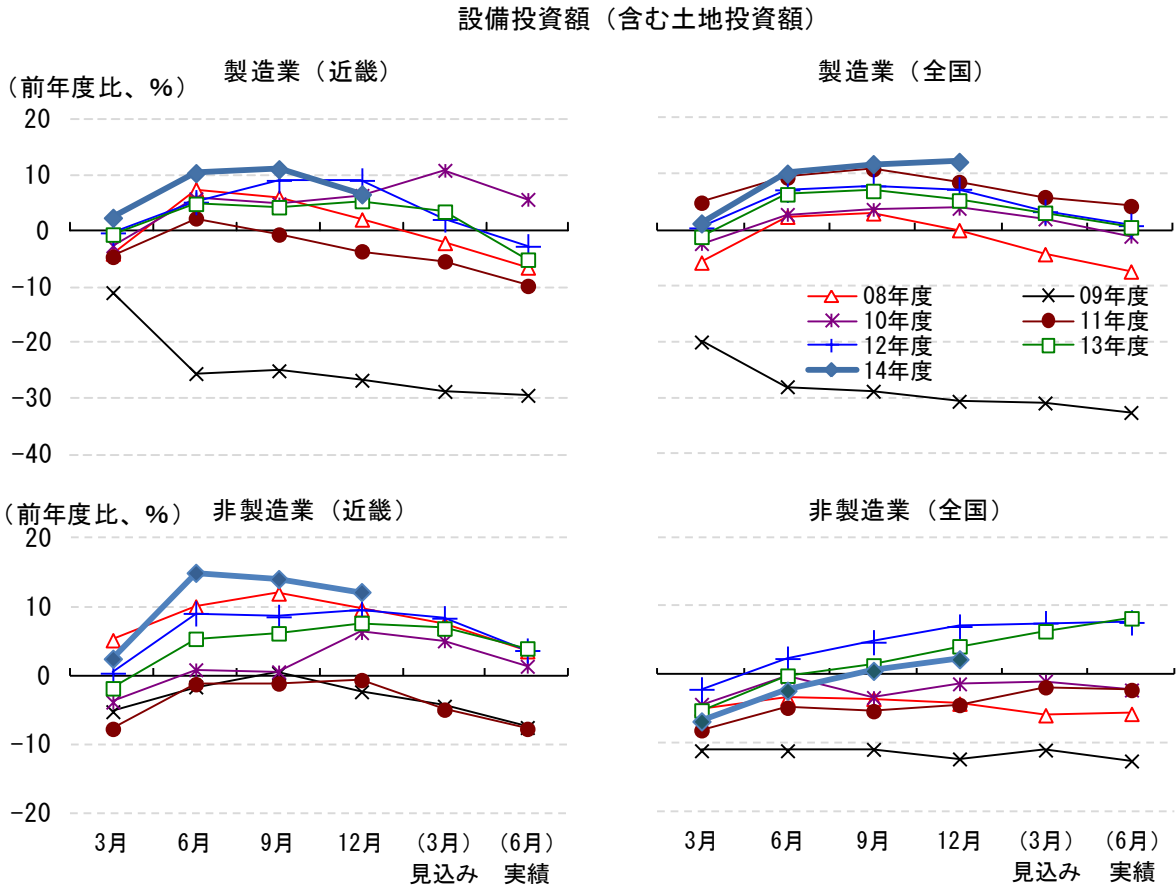 設備投資額（含む土地投資額）
製造業（近畿）
製造業（全国）
（前年度比、%）
20
10
0
-10
-20
-30
-40
08年度
09年度
10年度
11年度
12年度
13年度
14年度
（前年度比、%）
非製造業（近畿）
非製造業（全国）
20
10
0
-10
-20
3月
6月
9月
12月
（3月）
見込み
（6月）
実績
3月
6月
9月
12月
（3月）
見込み
（6月）
実績